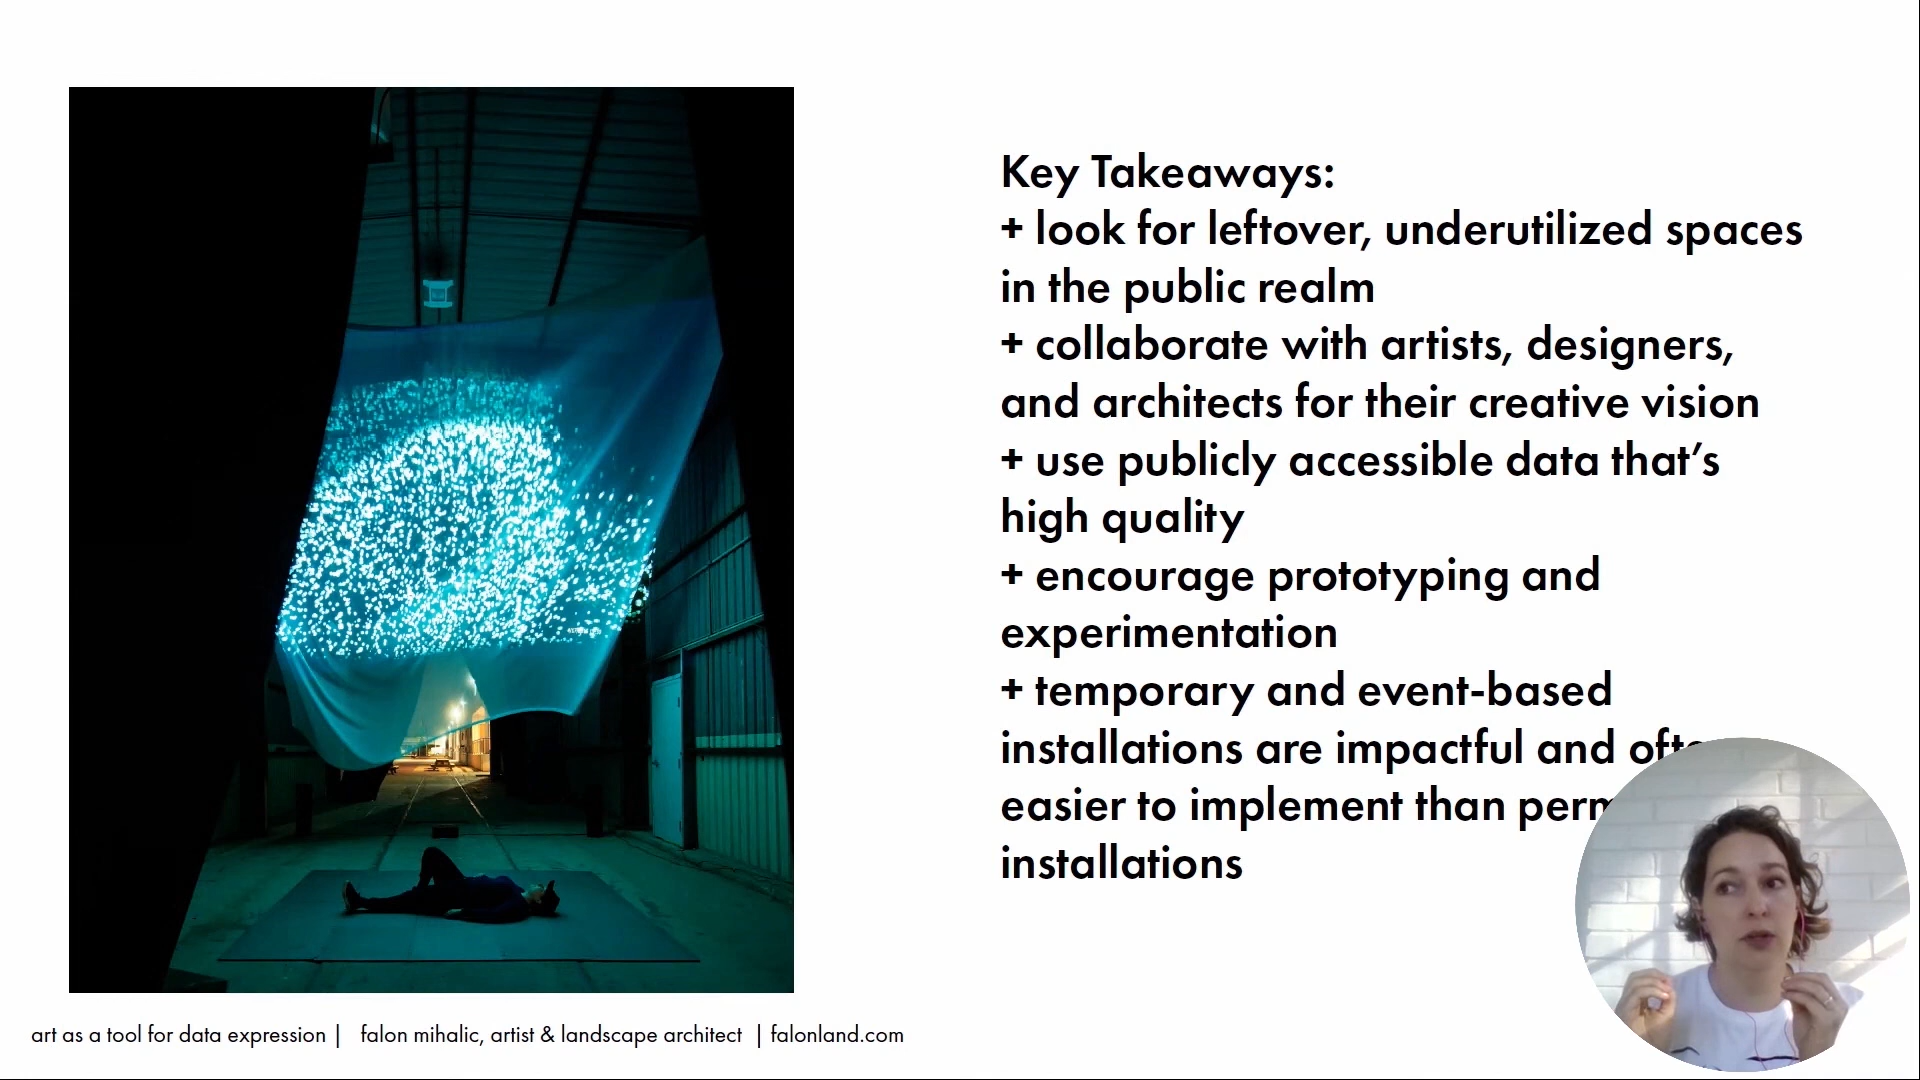 Key Takeaways:
+ look for leftover, underutilized spaces
in the public realm
+ collaborate with artists, designers,
and architects for their creative vision
+ use publicly accessible data that’s
high quality
+ encourage prototyping and
experimentation
+ temporary and event-based
installations are impactful and
easier to implement than
installations
art as a tool for data expression | falon mihalic, artist & landscape architect | falonland.com